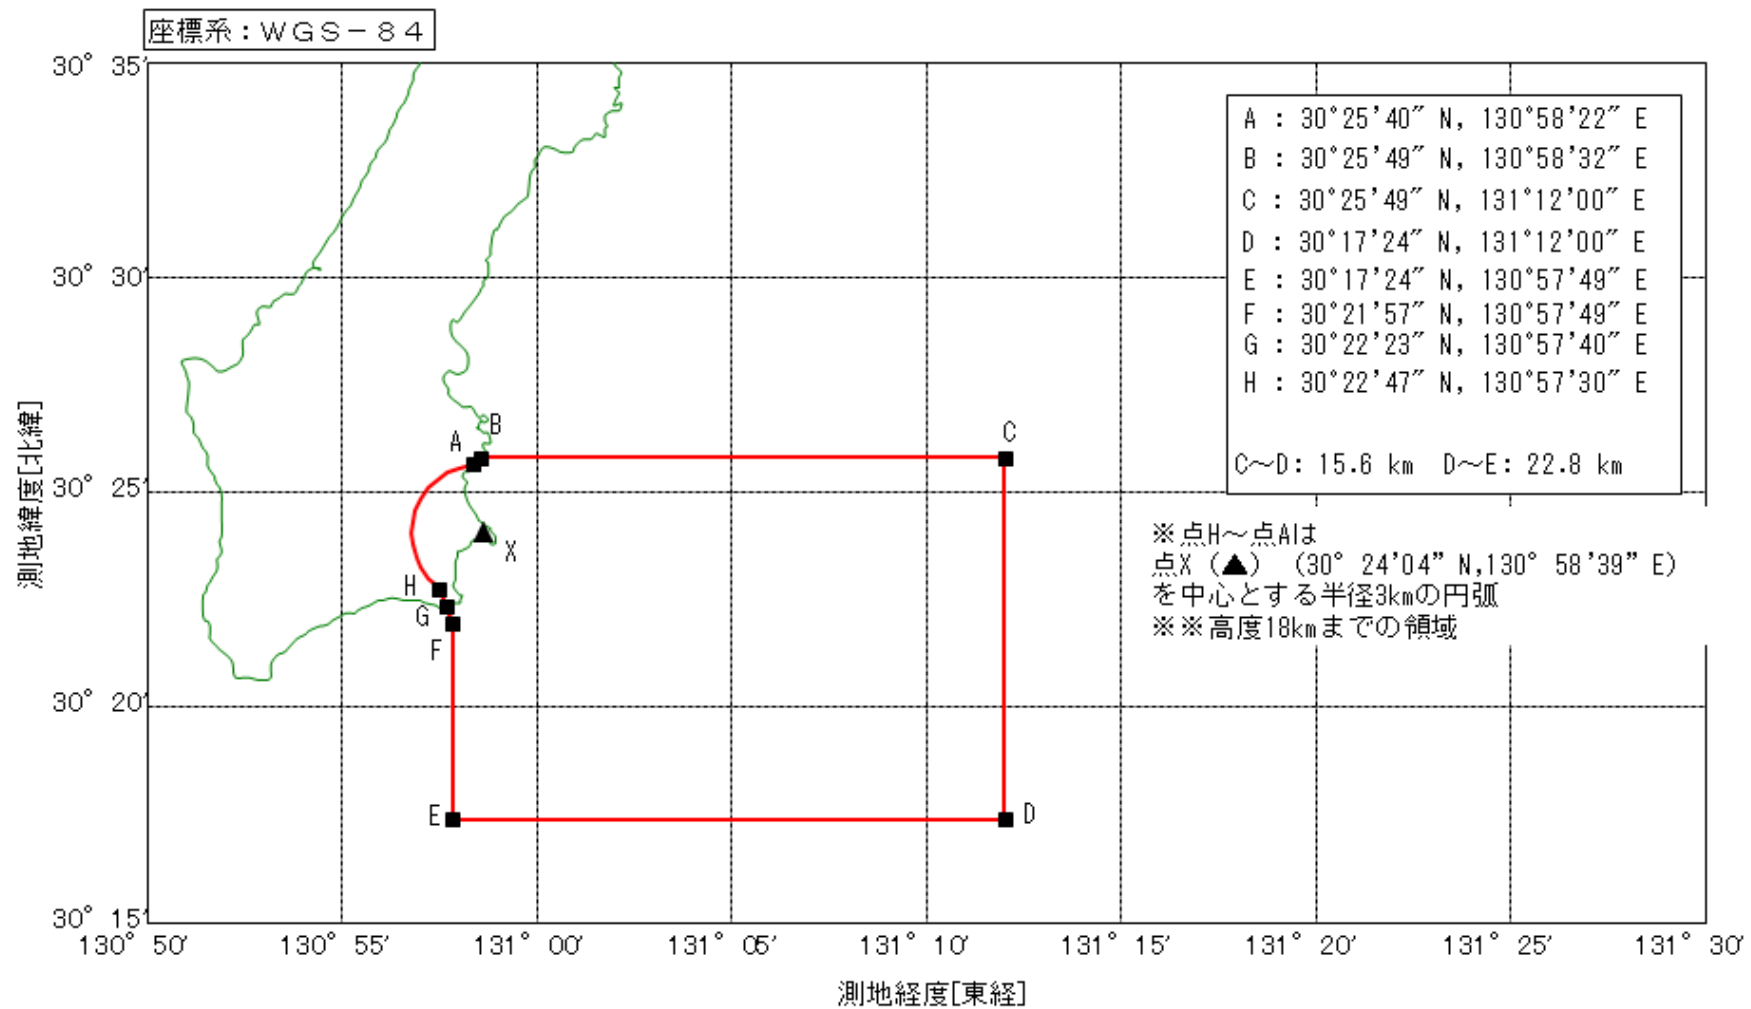 座標系：ＷＧＳ－８４
30° 35′
30° 30′
30° 25′
30° 20′
30° 15′
測地緯度[北緯]
130° 50′
130° 55′
131° 00′
131° 05′
131° 10′
131° 15′
131° 20′
131° 25′
131° 30′
測地経度[東経]
A
B
C
D
E
F
G
H
X
A : 30°25’40” N, 130°58’22” E
B : 30°25’49” N, 130°58’32” E
C : 30°25’49” N, 131°12’00” E
D : 30°17’24” N, 131°12’00” E
E : 30°17’24” N, 130°57’49” E
F : 30°21’57” N, 130°57’49” E
G : 30°22’23” N, 130°57’40” E
H : 30°22’47” N, 130°57’30” E
C～D: 15.6 km D～E: 22.8 km
※点H～点Aは
点X（▲）（30° 24’04” N,130° 58’39” E）
を中心とする半径3kmの円弧
※※高度18kmまでの領域